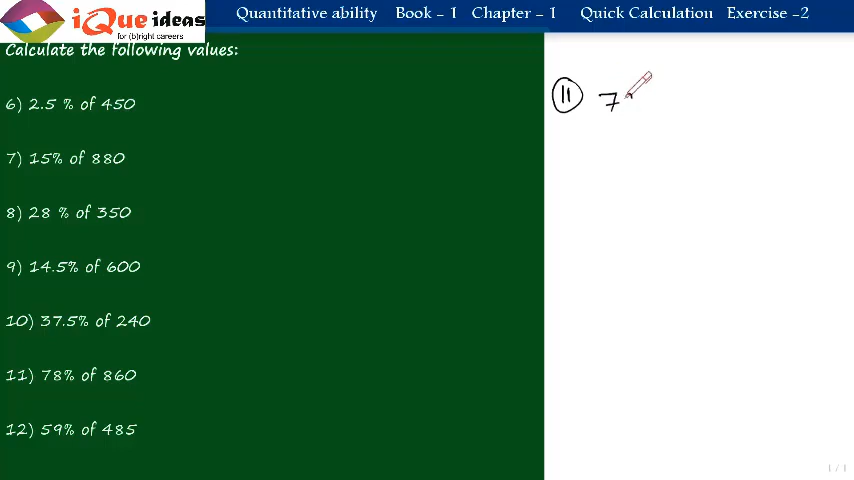 iQue ideas
for (b)right careers
Quantitative ability Book - 1 Chapter - 1 Quick Calculation Exercise -2
Calculate the following values:
6) 2.5 % of 450
7) 15% of 880
8) 28 % of 350
9) 14.5% of 600
10) 37.5% of 240
11) 78% of 860
12) 59% of 485
11 7
1 / 1